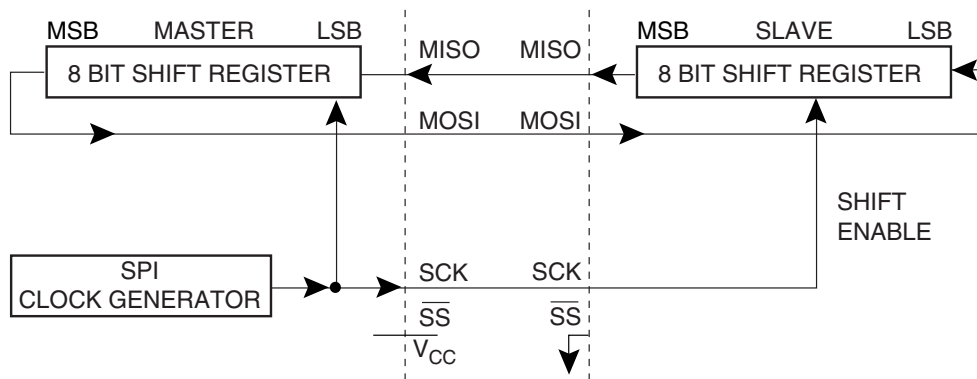 MSB MASTER LSB
8 BIT SHIFT REGISTER
MISO MISO
MSB SLAVE LSB
8 BIT SHIFT REGISTER
MOSI MOSI
SHIFT
ENABLE
SPI
CLOCK GENERATOR
SCK SCK
SS SS
VCC